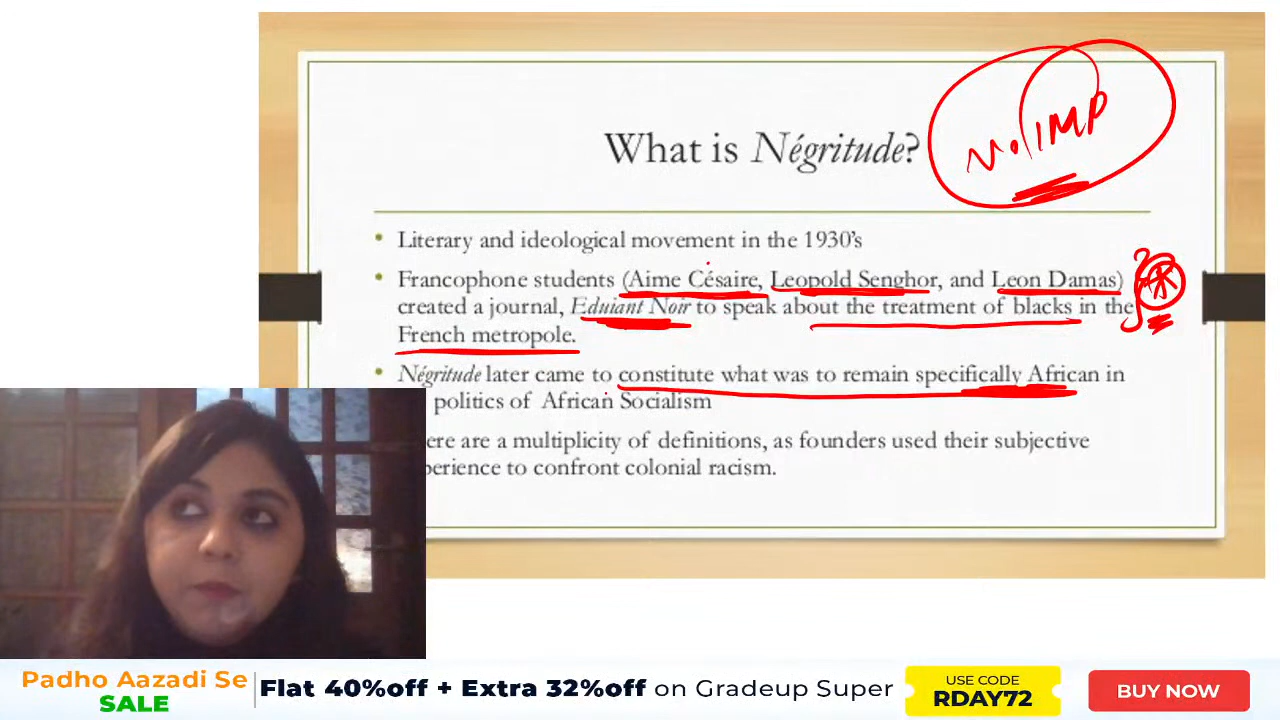 What is Négritude?
V.IMP
Literary and ideological movement in the 1930's
Francophone students (Aime Césaire, Leopold Senghor, and Leon Damas)
created a journal, Eduiant Noir to speak about the treatment of blacks in the
French metropole.
Négritude later came to constitute what was to remain specifically African in
politics of African Socialism
ere are a multiplicity of definitions, as founders used their subjective
perience to confront colonial racism.
Padho Aazadi Se
SALE
Flat 40%off + Extra 32%off on Gradeup Super
USE CODE
RDAY72
BUY NOW